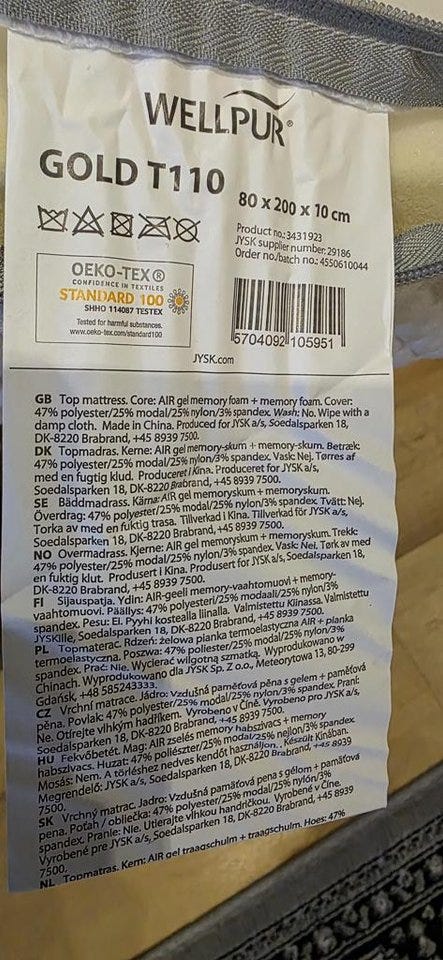 WELLPUR®
GOLD T110
80 x 200 x 10 cm
Product no.: 3431923
JYSK supplier number: 29186
Order no./batch no.: 4550610044
OEKO-TEX®
CONFIDENCE IN TEXTILES
STANDARD 100
SHHO 114087 TESTEX
Tested for harmful substances.
www.oeko-tex.com/standard100
5704092 105951
JYSK.com
GB Top mattress. Core: AIR gel memory foam + memory foam. Cover:
47% polyester/25% modal/25% nylon/3% spandex. Wash: No. Wipe with a
damp cloth. Made in China. Produced for JYSK a/s, Soedalsparken 18,
DK-8220 Brabrand, +45 8939 7500.
DK Topmadras. Kerne: AIR gel memory-skum + memory-skum. Betræk:
47% polyester/25% modal/25% nylon/3% spandex. Vask: Nej. Tørres af
med en fugtig klud. Produceret i Kina. Produceret for JYSK a/s,
Soedalsparken 18, DK-8220 Brabrand, +45 8939 7500.
SE Bäddmadrass. Kärna: AIR gel memoryskum + memoryskum.
Överdrag: 47% polyester/25% modal/25% nylon/3% spandex. Tvätt: Nej.
Torka av med en fuktig trasa. Tillverkad i Kina. Tillverkad för JYSK a/s,
Soedalsparken 18, DK-8220 Brabrand, +45 8939 7500.
NO Overmadrass. Kjerne: AIR gel memoryskum + memoryskum. Trekk:
47% polyester/25% modal/25% nylon/3% spandex. Vask: Nei. Tørk av med
en fuktig klut. Produsert i Kina. Produsert for JYSK a/s, Soedalsparken 18,
DK-8220 Brabrand, +45 8939 7500.
FI Sijauspatja. Ydin: AIR-geeli memory-vaahtomuovi + memory-
vaahtomuovi. Päällys: 47% polyesteri/25% modaali/25% nylon/3%
spandex. Pesu: Ei. Pyyhi kostealla liinalla. Valmistettu Kiinassa. Valmistettu
JYSKille, Soedalsparken 18, DK-8220 Brabrand, +45 8939 7500.
PL Topmaterac. Rdzeń: żelowa pianka termoelastyczna AIR + pianka
termoelastyczna. Poszwa: 47% poliester/25% modal/25% nylon/3%
spandex. Prać: Nie. Wycierać wilgotną szmatką. Wyprodukowano w
Chinach. Wyprodukowano dla JYSK Sp. Z o.o., Meteorytowa 13, 80-299
Gdańsk, +48 585243333.
CZ Vrchní matrace. Jádro: Vzdušná paměťová pěna s gelem + paměťová
pěna. Povlak: 47% polyester/25% modal/25% nylon/3% spandex. Praní:
Ne. Otírejte vlhkým hadříkem. Vyrobeno v Číně. Vyrobeno pro JYSK a/s,
Soedalsparken 18, DK-8220 Brabrand, +45 8939 7500.
HU Fekvőbetét. Mag: AIR zselés memory habszivacs + memory
habszivacs. Huzat: 47% poliészter/25% modal/25% nejlon/3% spandex.
Mosás: Nem. A törléshez nedves kendőt használjon. Készült Kínában.
Megrendelő: JYSK a/s, Soedalsparken 18, DK-8220 Brabrand, +45 8939
7500.
SK Vrchný matrac. Jadro: Vzdušná pamäťová pena s gélom + pamäťová
pena. Poťah / obliečka: 47% polyester/25% modal/25% nylon/3%
spandex. Pranie: Nie. Utierajte vlhkou handričkou. Vyrobené v Číne.
Vyrobené pre JYSK a/s, Soedalsparken 18, DK-8220 Brabrand, +45 8939
7500.
NL Topmatras. Kern: AIR gel traagschuim + traagschuim. Hoes: 47%